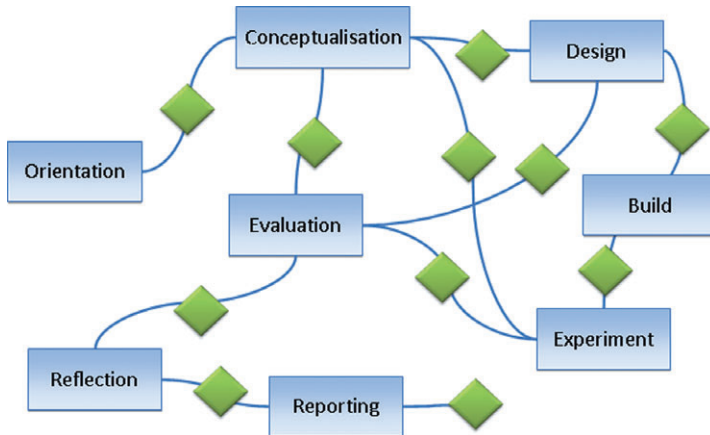 Conceptualisation
Design
Orientation
Evaluation
Build
Experiment
Reflection
Reporting